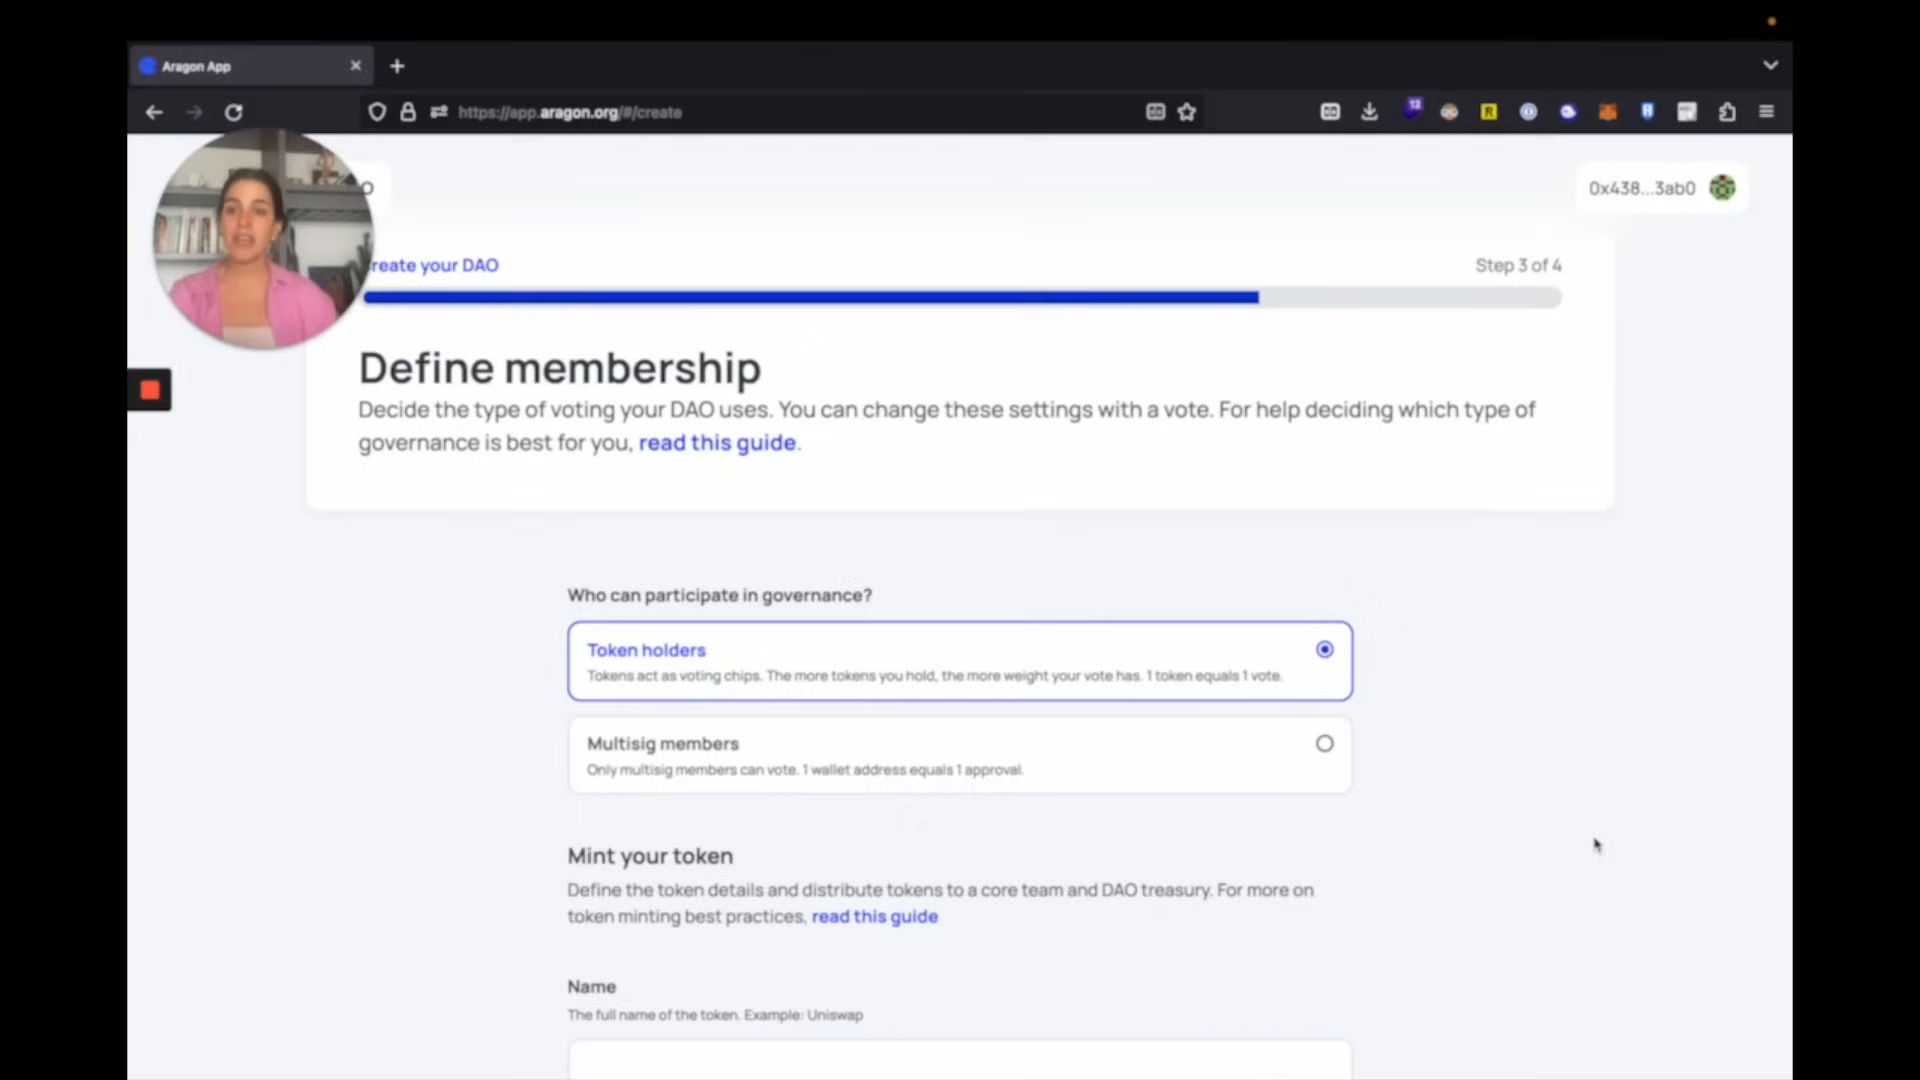 Aragon App
https://app.aragon.org/#/create
12
R
0x438...3ab0
reate your DAO
Step 3 of 4
Define membership
Decide the type of voting your DAO uses. You can change these settings with a vote. For help deciding which type of
governance is best for you, read this guide.
Who can participate in governance?
Token holders
Tokens act as voting chips. The more tokens you hold, the more weight your vote has. 1 token equals 1 vote.
Multisig members
Only multisig members can vote. 1 wallet address equals 1 approval.
Mint your token
Define the token details and distribute tokens to a core team and DAO treasury. For more on
token minting best practices, read this guide
Name
The full name of the token. Example: Uniswap